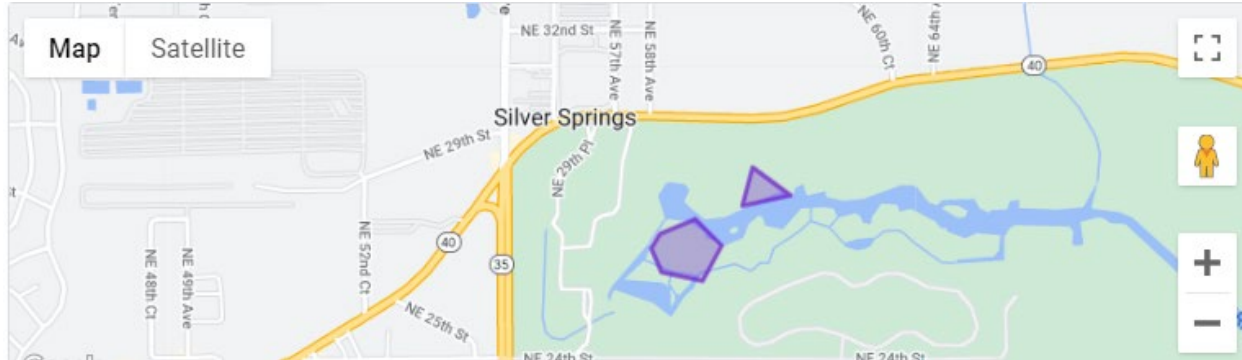 Map
Satellite
NE 32nd St
NE 57th Ave
NE 58th Ave
NE 60th Ct
NE 64th
40
40
35
Silver Springs
NE 29th St
NE 29th Pl
NE 52nd Ct
NE 48th Ct
NE 49th Ave
NE 25th St
NE 24th St
NE 24th St